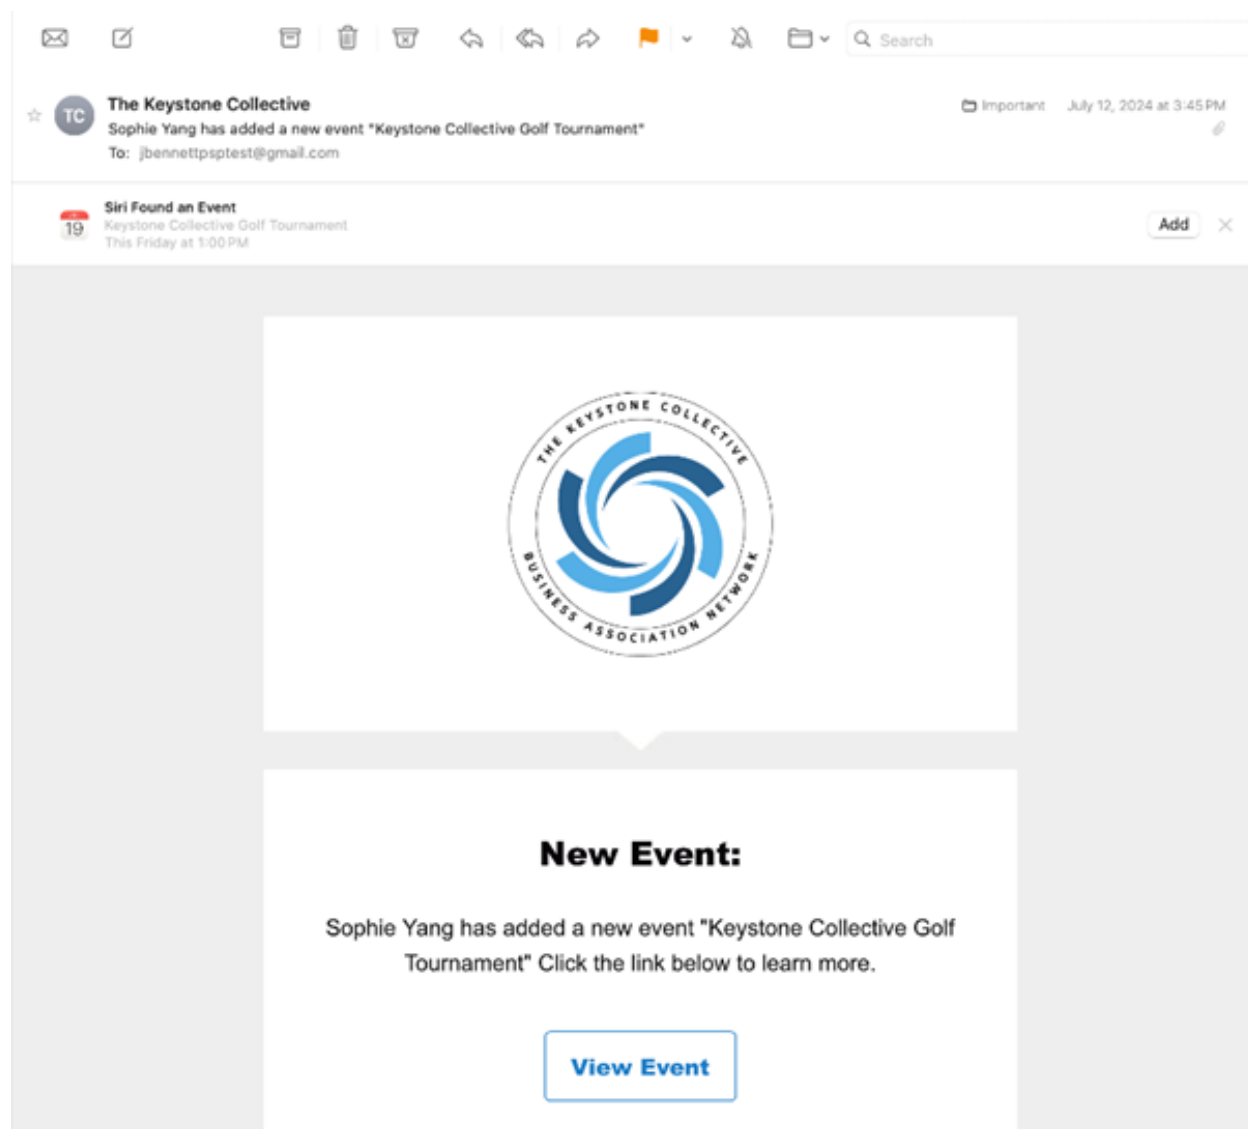 Search
TC
The Keystone Collective
Important
July 12, 2024 at 3:45 PM
Sophie Yang has added a new event "Keystone Collective Golf Tournament"
To: jbennettpsptest@gmail.com
19
Siri Found an Event
Keystone Collective Golf Tournament
This Friday at 1:00 PM
Add
THE KEYSTONE COLLECTIVE
BUSINESS ASSOCIATION NETWORK
New Event:
Sophie Yang has added a new event "Keystone Collective Golf
Tournament" Click the link below to learn more.
View Event